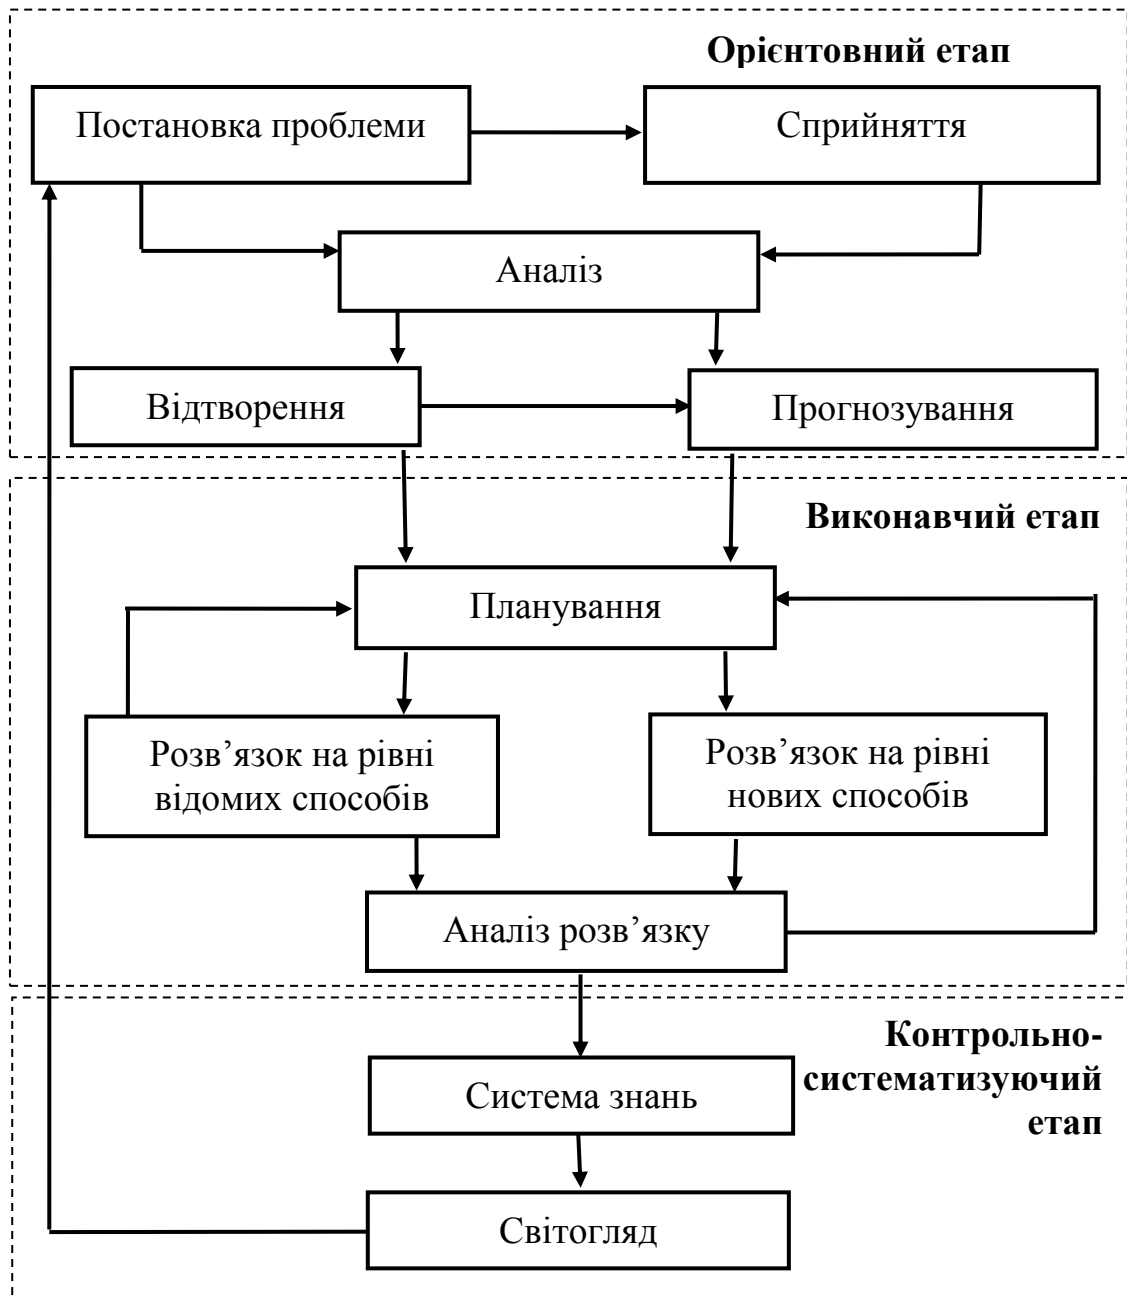 Орієнтовний етап
Постановка проблеми
Сприйняття
Аналіз
Відтворення
Прогнозування
Виконавчий етап
Планування
Розв’язок на рівні
відомих способів
Розв’язок на рівні
нових способів
Аналіз розв’язку
Контрольно-
систематизуючий
етап
Система знань
Світогляд